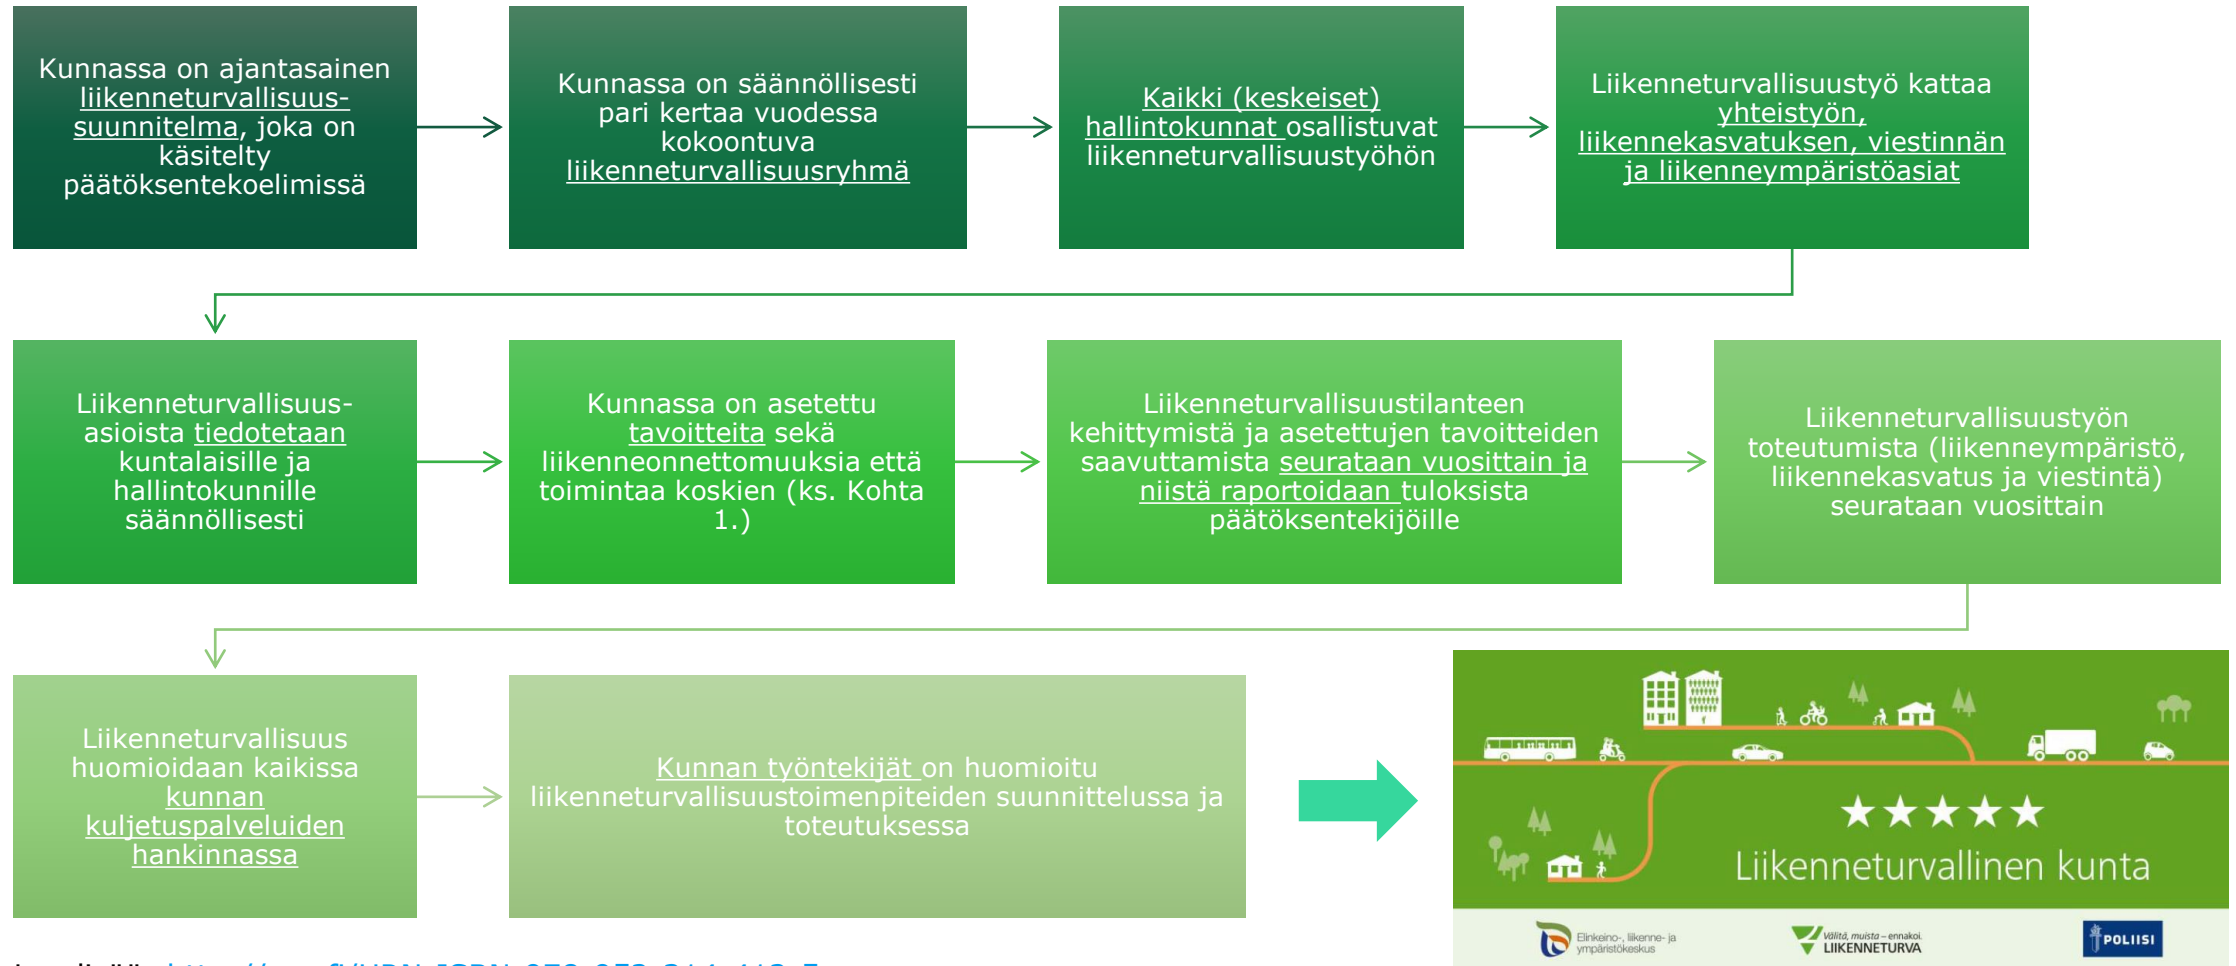 Kunnassa on ajantasainen
liikenneturvallisuus-
suunnitelma, joka on
käsitelty
päätöksentekoelimissä
Kunnassa on säännöllisesti
pari kertaa vuodessa
kokoontuva
liikenneturvallisuusryhmä
Kaikki (keskeiset)
hallintokunnat osallistuvat
liikenneturvallisuustyöhön
Liikenneturvallisuustyö kattaa
yhteistyön,
liikennekasvatuksen, viestinnän
ja liikenneympäristöasiat
Liikenneturvallisuus-
asioista tiedotetaan
kuntalaisille ja
hallintokunnille
säännöllisesti
Kunnassa on asetettu
tavoitteita sekä
liikenneonnettomuuksia että
toimintaa koskien (ks. Kohta
1.)
Liikenneturvallisuustilanteen
kehittymistä ja asetettujen tavoitteiden
saavuttamista seurataan vuosittain ja
niistä raportoidaan tuloksista
päätöksentekijöille
Liikenneturvallisuustyön
toteutumista (liikenneympäristö,
liikennekasvatus ja viestintä)
seurataan vuosittain
Liikenneturvallisuus
huomioidaan kaikissa
kunnan
kuljetuspalveluiden
hankinnassa
Kunnan työntekijät on huomioitu
liikenneturvallisuustoimenpiteiden suunnittelussa ja
toteutuksessa
Liikenneturvallinen kunta
Elinkeino-, liikenne- ja
ympäristökeskus
Välitä, muista – ennakoi.
LIIKENNETURVA
POLIISI